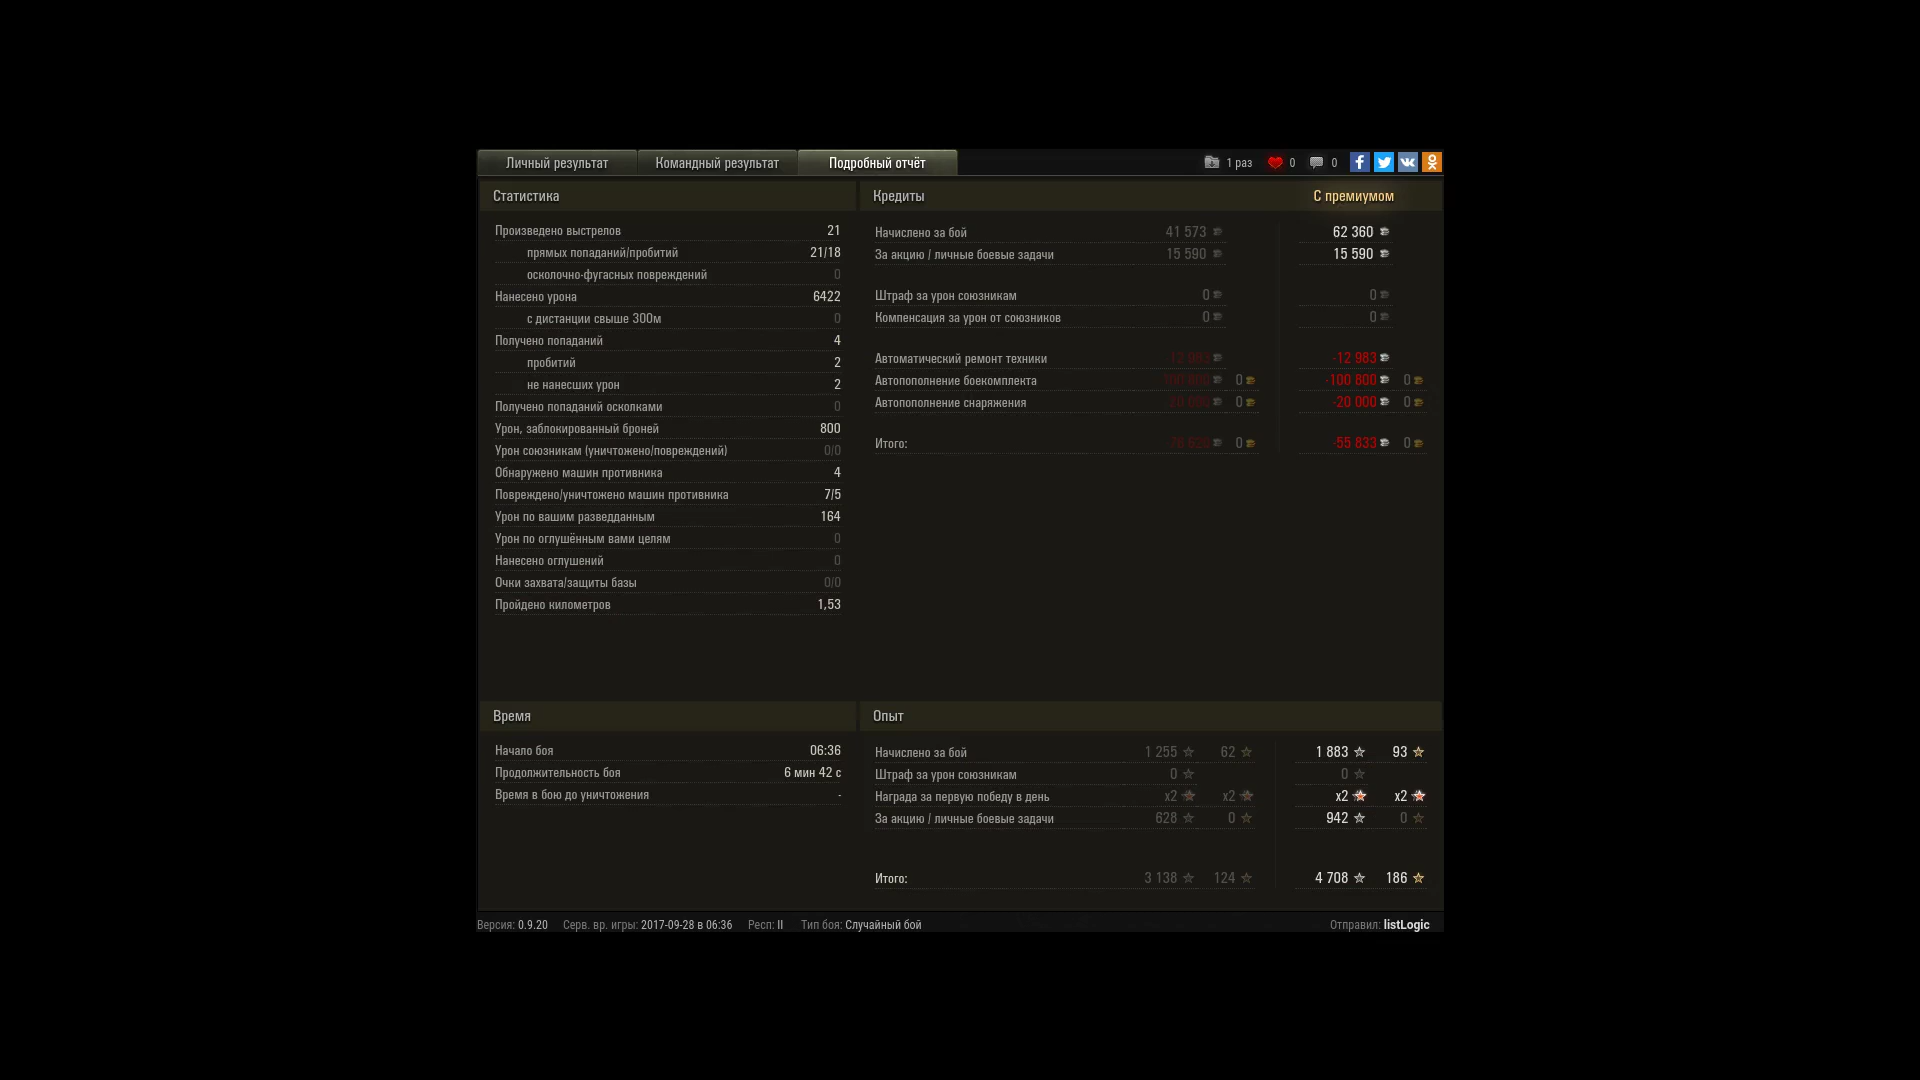 Личный результат Командный результат Подробный отчёт 1 раз 0 0
Статистика
Произведено выстрелов 21
прямых попаданий/пробитий 21/18
осколочно-фугасных повреждений 0
Нанесено урона 6422
с дистанции свыше 300м 0
Получено попаданий 4
пробитий 2
не нанесших урон 2
Получено попаданий осколками 0
Урон, заблокированный броней 800
Урон союзникам (уничтожено/повреждений) 0/0
Обнаружено машин противника 4
Повреждено/уничтожено машин противника 7/5
Урон по вашим разведданным 164
Урон по оглушённым вами целям 0
Нанесено оглушений 0
Очки захвата/защиты базы 0/0
Пройдено километров 1,53
Кредиты С премиумом
Начислено за бой 41 573 62 360
За акцию / личные боевые задачи 15 590 15 590
Штраф за урон союзникам 0 0
Компенсация за урон от союзников 0 0
Автоматический ремонт техники -12 983 -12 983
Автопополнение боекомплекта -100 800 0 -100 800 0
Автопополнение снаряжения -20 000 0 -20 000 0
Итого: 0 -55 833 0
Время
Начало боя 06:36
Продолжительность боя 6 мин 42 с
Время в бою до уничтожения -
Опыт
Начислено за бой 1 255 62 1 883 93
Штраф за урон союзникам 0 0
Награда за первую победу в день x2 x2 x2 x2
За акцию / личные боевые задачи 628 0 942 0
Итого: 3 138 124 4 708 186
Версия: 0.9.20 Серв. вр. игры: 2017-09-28 в 06:36 Респ: II Тип боя: Случайный бой Отправил: listLogic